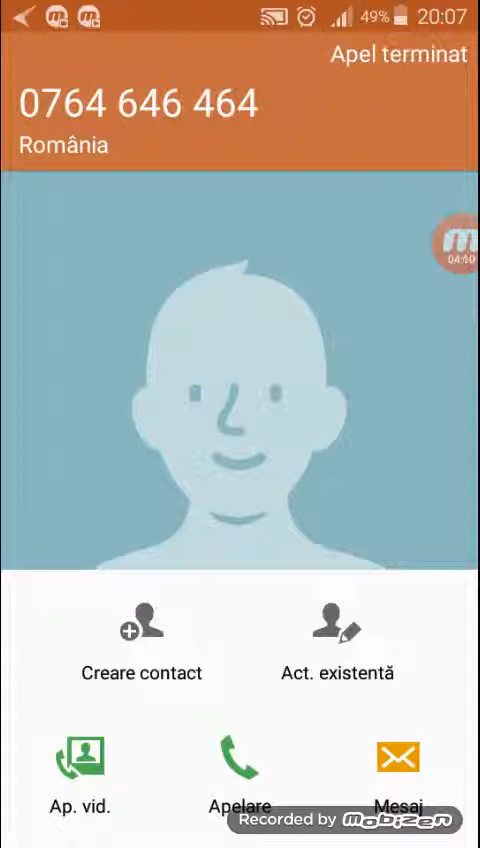 49% 20:07
Apel terminat
0764 646 464
România
04:10
Creare contact
Act. existentă
Ap. vid.
Apelare
Mesaj
Recorded by mobizen